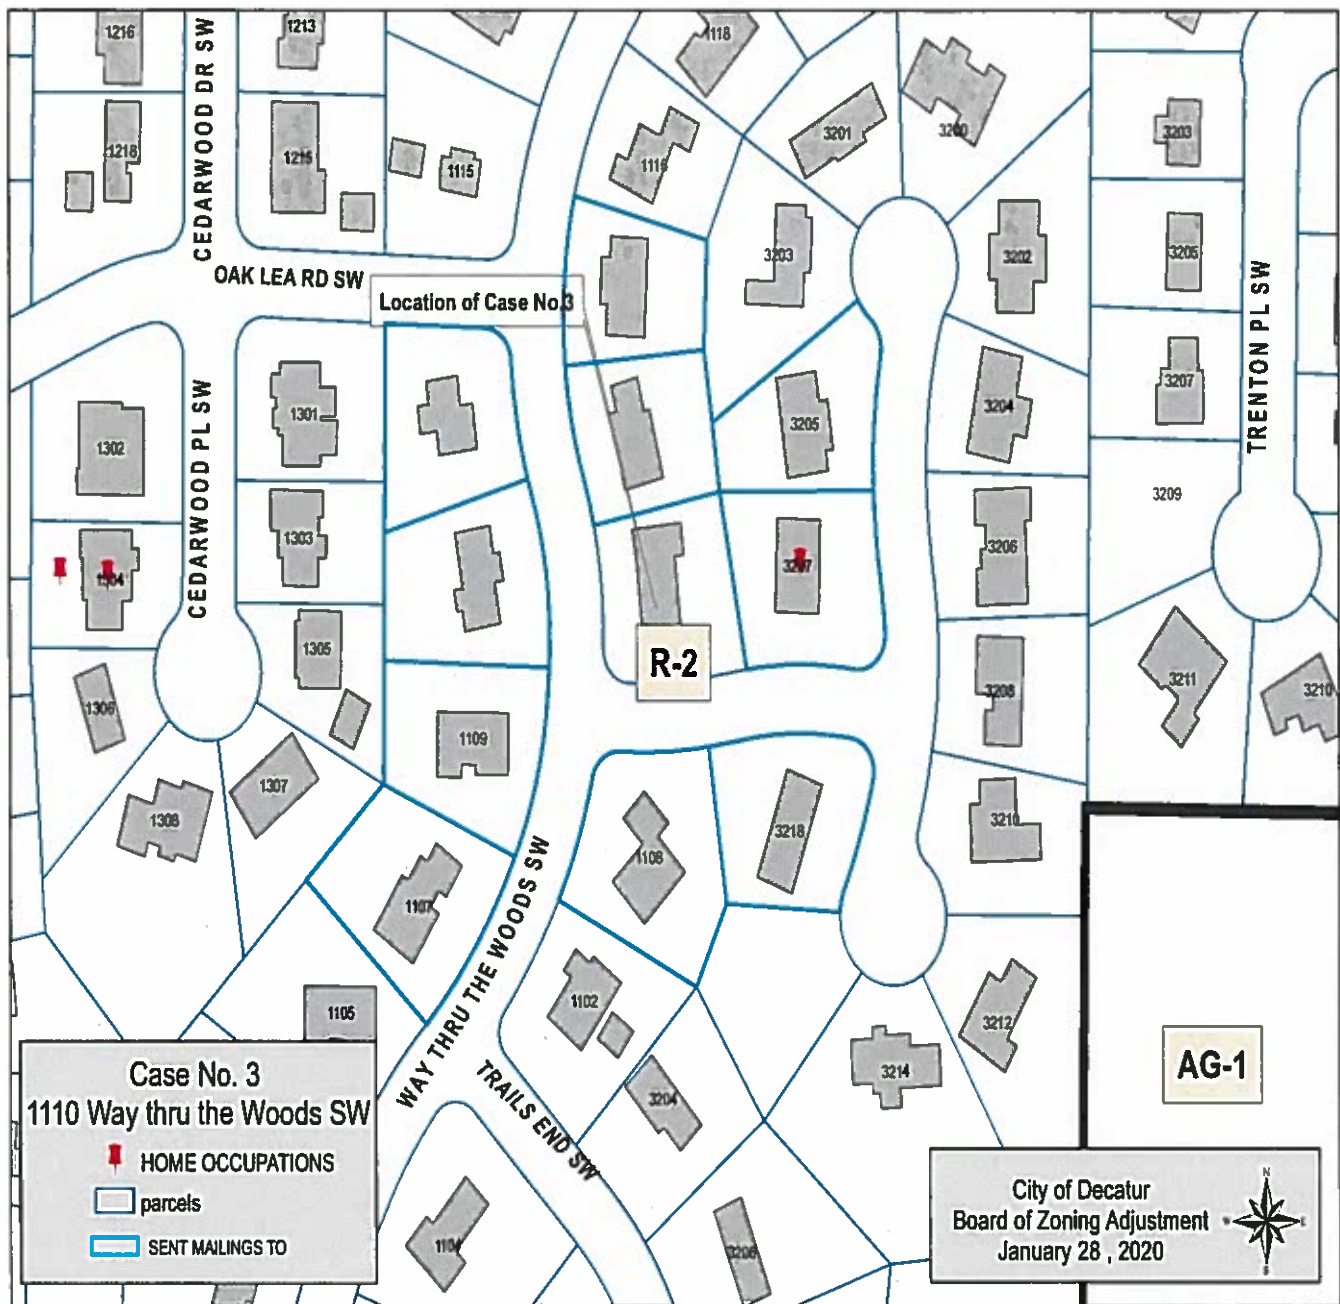 1216
1213
1118
CEDARWOOD DR SW
1218
1215
1115
1116
3201
3200
3203
3203
3202
3205
OAK LEA RD SW
Location of Case No.3
TRENTON PL SW
3207
1301
1302
CEDARWOOD PL SW
3205
3204
3209
1303
3206
1304
3207
1305
R-2
3211
3210
1306
3208
1109
1307
1308
3218
3210
1108
WAY THRU THE WOODS SW
1107
1105
1102
3212
3214
3204
TRAILS END SW
AG-1
1104
3206
Case No. 3
1110 Way thru the Woods SW
HOME OCCUPATIONS
parcels
SENT MAILINGS TO
City of Decatur
Board of Zoning Adjustment
January 28 , 2020
N
W
E
S